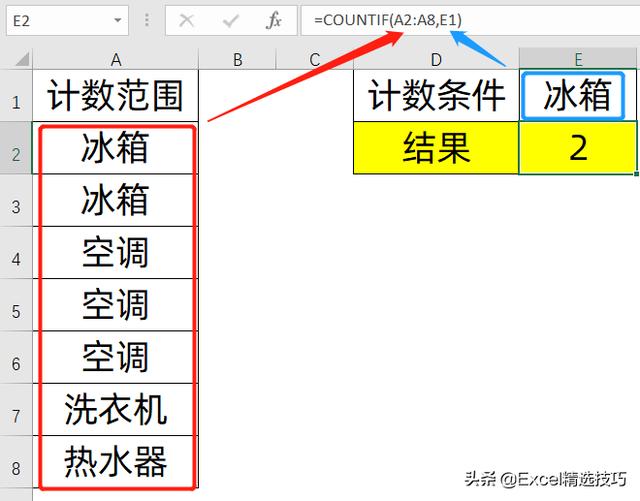 E2 fx =COUNTIF(A2:A8,E1)
A B C D E
1 计数范围 计数条件 冰箱
2 冰箱 结果 2
3 冰箱
4 空调
5 空调
6 空调
7 洗衣机
8 热水器
头条 @Excel精选技巧